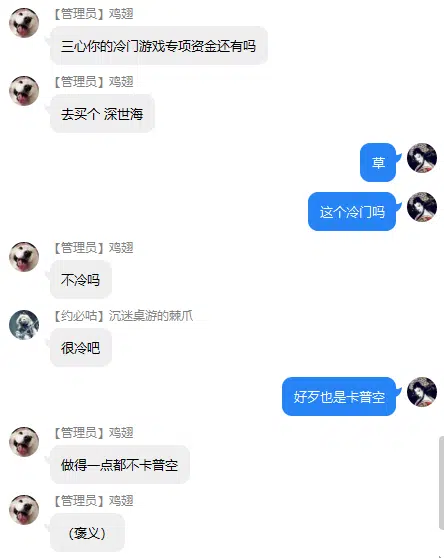 【管理员】鸡翅
三心你的冷门游戏专项资金还有吗
【管理员】鸡翅
去买个 深世海
草
这个冷门吗
【管理员】鸡翅
不冷吗
【约必咕】沉迷桌游的棘爪
很冷吧
好歹也是卡普空
【管理员】鸡翅
做得一点都不卡普空
【管理员】鸡翅
（褒义）